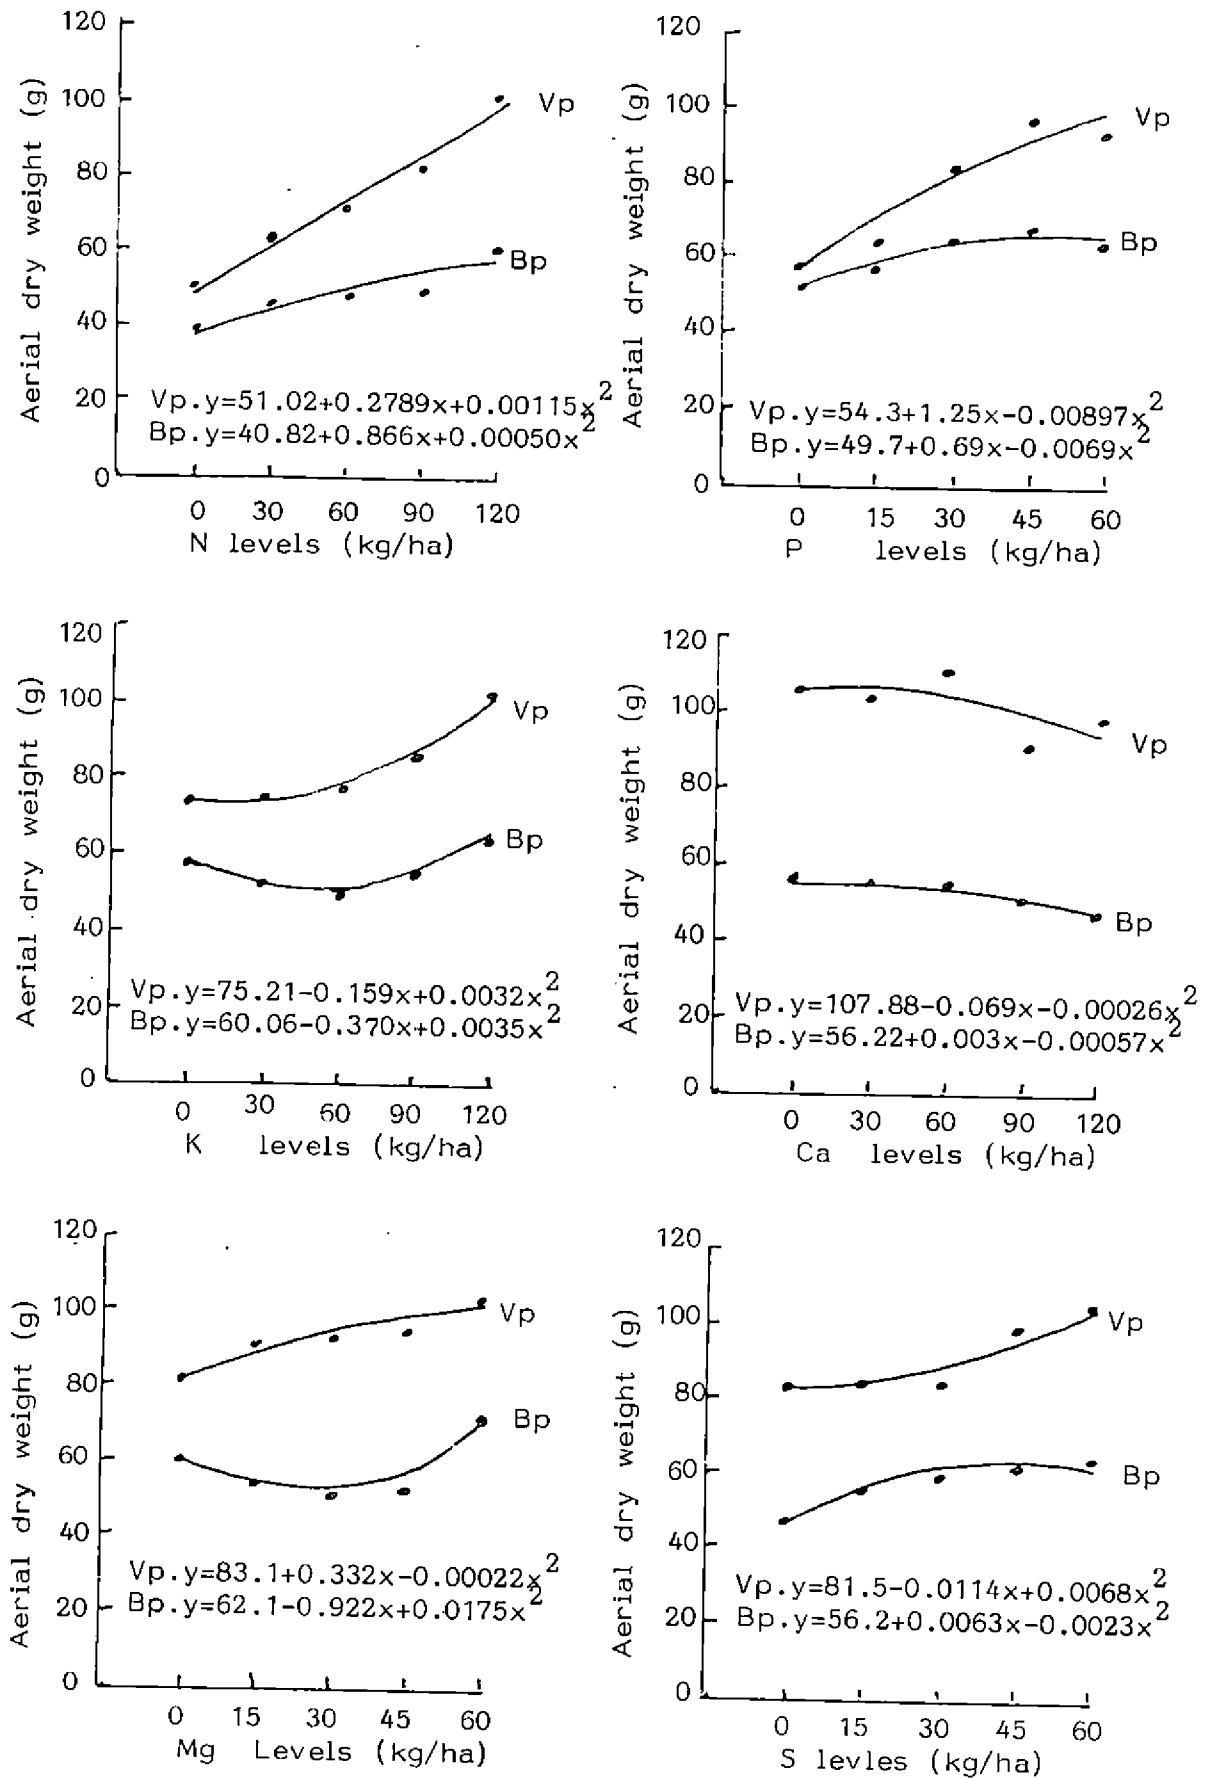 120
100
80
60
40
20
0
Aerial dry weight (g)
Vp
Bp
Vp.y=51.02+0.2789x+0.00115x²
Bp.y=40.82+0.866x+0.00050x²
0 30 60 90 120
N levels (kg/ha)
120
100
80
60
40
20
0
Aerial dry weight (g)
Vp
Bp
Vp.y=54.3+1.25x-0.00897x²
Bp.y=49.7+0.69x-0.0069x²
0 15 30 45 60
P levels (kg/ha)
120
100
80
60
40
20
0
Aerial dry weight (g)
Vp
Bp
Vp.y=75.21-0.159x+0.0032x²
Bp.y=60.06-0.370x+0.0035x²
0 30 60 90 120
K levels (kg/ha)
120
100
80
60
40
20
0
Aerial dry weight (g)
Vp
Bp
Vp.y=107.88-0.069x-0.00026x²
Bp.y=56.22+0.003x-0.00057x²
0 30 60 90 120
Ca levels (kg/ha)
120
100
80
60
40
20
0
Aerial dry weight (g)
Vp
Bp
Vp.y=83.1+0.332x-0.00022x²
Bp.y=62.1-0.922x+0.0175x²
0 15 30 45 60
Mg Levels (kg/ha)
120
100
80
60
40
20
0
Aerial dry weight (g)
Vp
Bp
Vp.y=81.5-0.0114x+0.0068x²
Bp.y=56.2+0.0063x-0.0023x²
0 15 30 45 60
S levles (kg/ha)